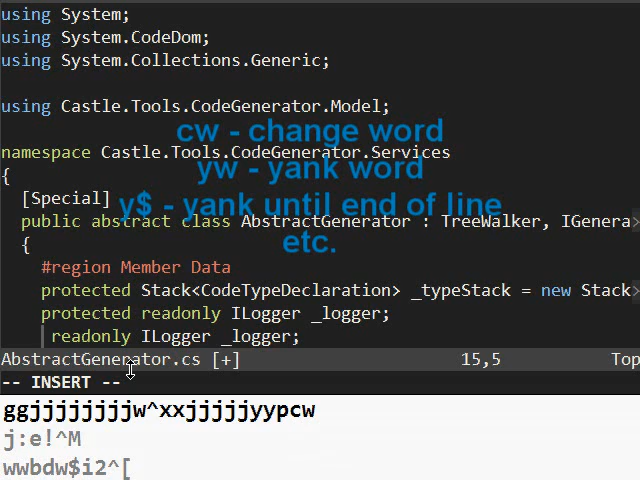 using System;
using System.CodeDom;
using System.Collections.Generic;
using Castle.Tools.CodeGenerator.Model;
cw - change word
namespace Castle.Tools.CodeGenerator.Services
yw - yank word
{
[Special]
y$ - yank until end of line
public abstract class AbstractGenerator : TreeWalker, IGenera>
etc.
{
#region Member Data
protected Stack<CodeTypeDeclaration> _typeStack = new Stack>
protected readonly ILogger _logger;
readonly ILogger _logger;
AbstractGenerator.cs [+] 15,5 Top
-- INSERT --
ggjjjjjjjjw^xxjjjjjyypcw
j:e!^M
wwbdw$i2^[